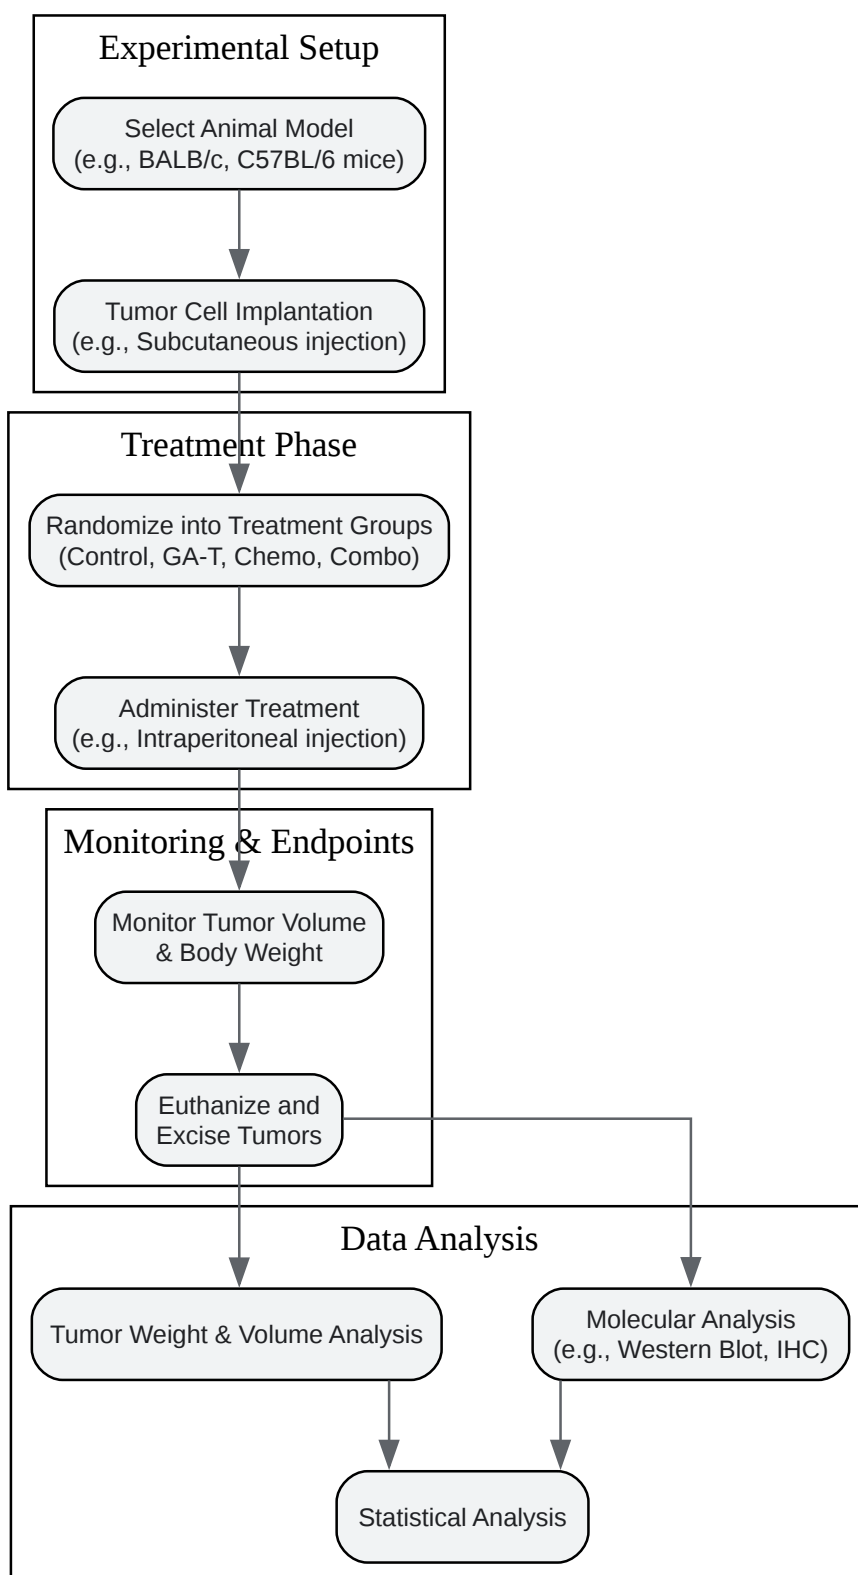 Experimental Setup
Select Animal Model
(e.g., BALB/c, C57BL/6 mice)
Tumor Cell Implantation
(e.g., Subcutaneous injection)
Treatment Phase
Randomize into Treatment Groups
(Control, GA-T, Chemo, Combo)
Administer Treatment
(e.g., Intraperitoneal injection)
Monitoring & Endpoints
Monitor Tumor Volume
& Body Weight
Euthanize and
Excise Tumors
Data Analysis
Tumor Weight & Volume Analysis
Molecular Analysis
(e.g., Western Blot, IHC)
Statistical Analysis